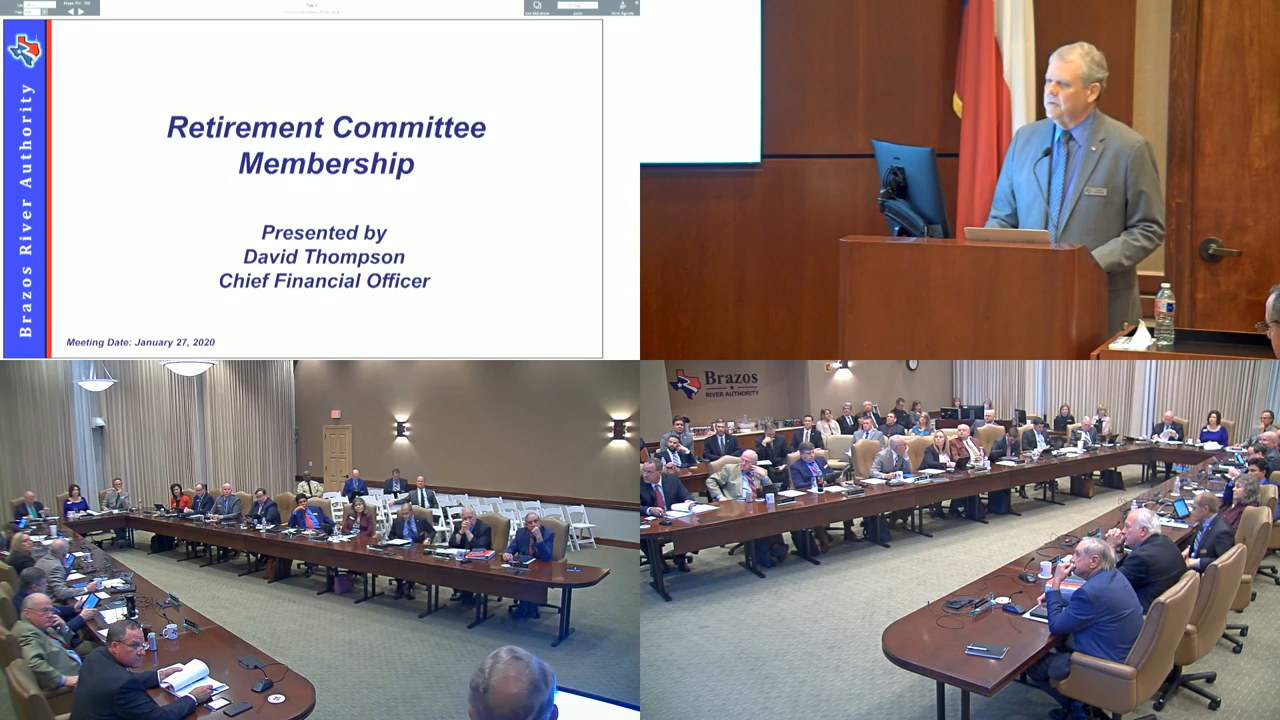 Brazos River Authority
Retirement Committee
Membership
Presented by
David Thompson
Chief Financial Officer
Meeting Date: January 27, 2020
Brazos
RIVER AUTHORITY